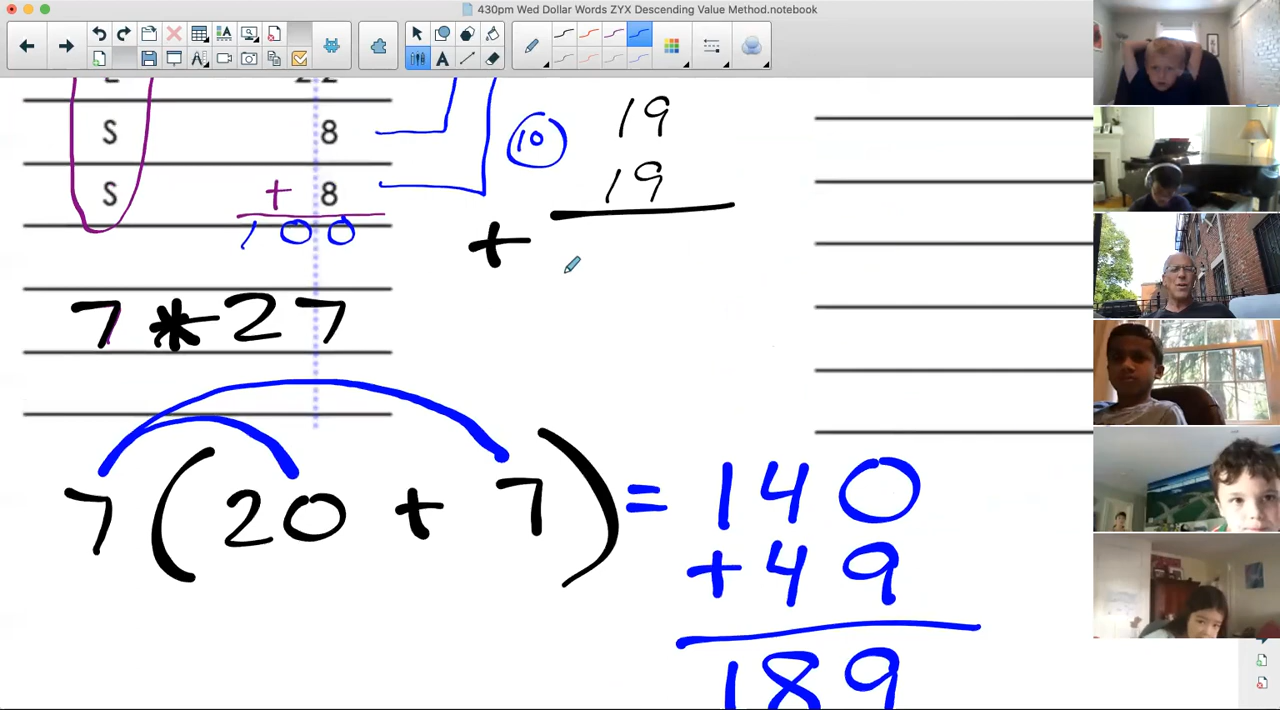 430pm Wed Dollar Words ZYX Descending Value Method.notebook
S 8
S + 8
100
10
19
19
+
7 * 27
7 ( 20 + 7 ) = 140
+ 49
189